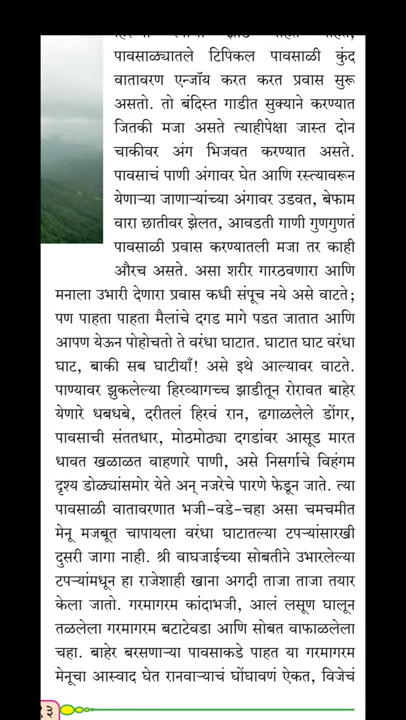 पावसाळ्यातले टिपिकल पावसाळी कुंद
वातावरण एन्जॉय करत करत प्रवास सुरू
असतो. तो बंदिस्त गाडीत सुक्याने करण्यात
जितकी मजा असते त्याहीपेक्षा जास्त दोन
चाकीवर अंग भिजवत करण्यात असते.
पावसाचं पाणी अंगावर घेत आणि रस्त्यावरून
येणाऱ्या जाणाऱ्यांच्या अंगावर उडवत, बेफाम
वारा छातीवर झेलत, आवडती गाणी गुणगुणतं
पावसाळी प्रवास करण्यातली मजा तर काही
औरच असते. असा शरीर गारठवणारा आणि
मनाला उभारी देणारा प्रवास कधी संपूच नये असे वाटते;
पण पाहता पाहता मैलांचे दगड मागे पडत जातात आणि
आपण येऊन पोहोचतो ते वरंधा घाटात. घाटात घाट वरंधा
घाट, बाकी सब घाटीयाँ! असे इथे आल्यावर वाटते.
पाण्यावर झुकलेल्या हिरव्यागच्च झाडीतून रोरावत बाहेर
येणारे धबधबे, दरीतलं हिरवं रान, ढगाळलेले डोंगर,
पावसाची संततधार, मोठमोठ्या दगडांवर आसूड मारत
धावत खळाळत वाहणारे पाणी, असे निसर्गाचे विहंगम
दृश्य डोळ्यांसमोर येते अन् नजरेचे पारणे फेडून जाते. त्या
पावसाळी वातावरणात भजी-वडे-चहा असा चमचमीत
मेनू मजबूत चापायला वरंधा घाटातल्या टपऱ्यांसारखी
दुसरी जागा नाही. श्री वाघजाईच्या सोबतीने उभारलेल्या
टपऱ्यांमधून हा राजेशाही खाना अगदी ताजा ताजा तयार
केला जातो. गरमागरम कांदाभजी, आलं लसूण घालून
तळलेला गरमागरम बटाटेवडा आणि सोबत वाफाळलेला
चहा. बाहेर बरसणाऱ्या पावसाकडे पाहत या गरमागरम
मेनूचा आस्वाद घेत रानवाऱ्याचं घोंघावणं ऐकत, विजेचं